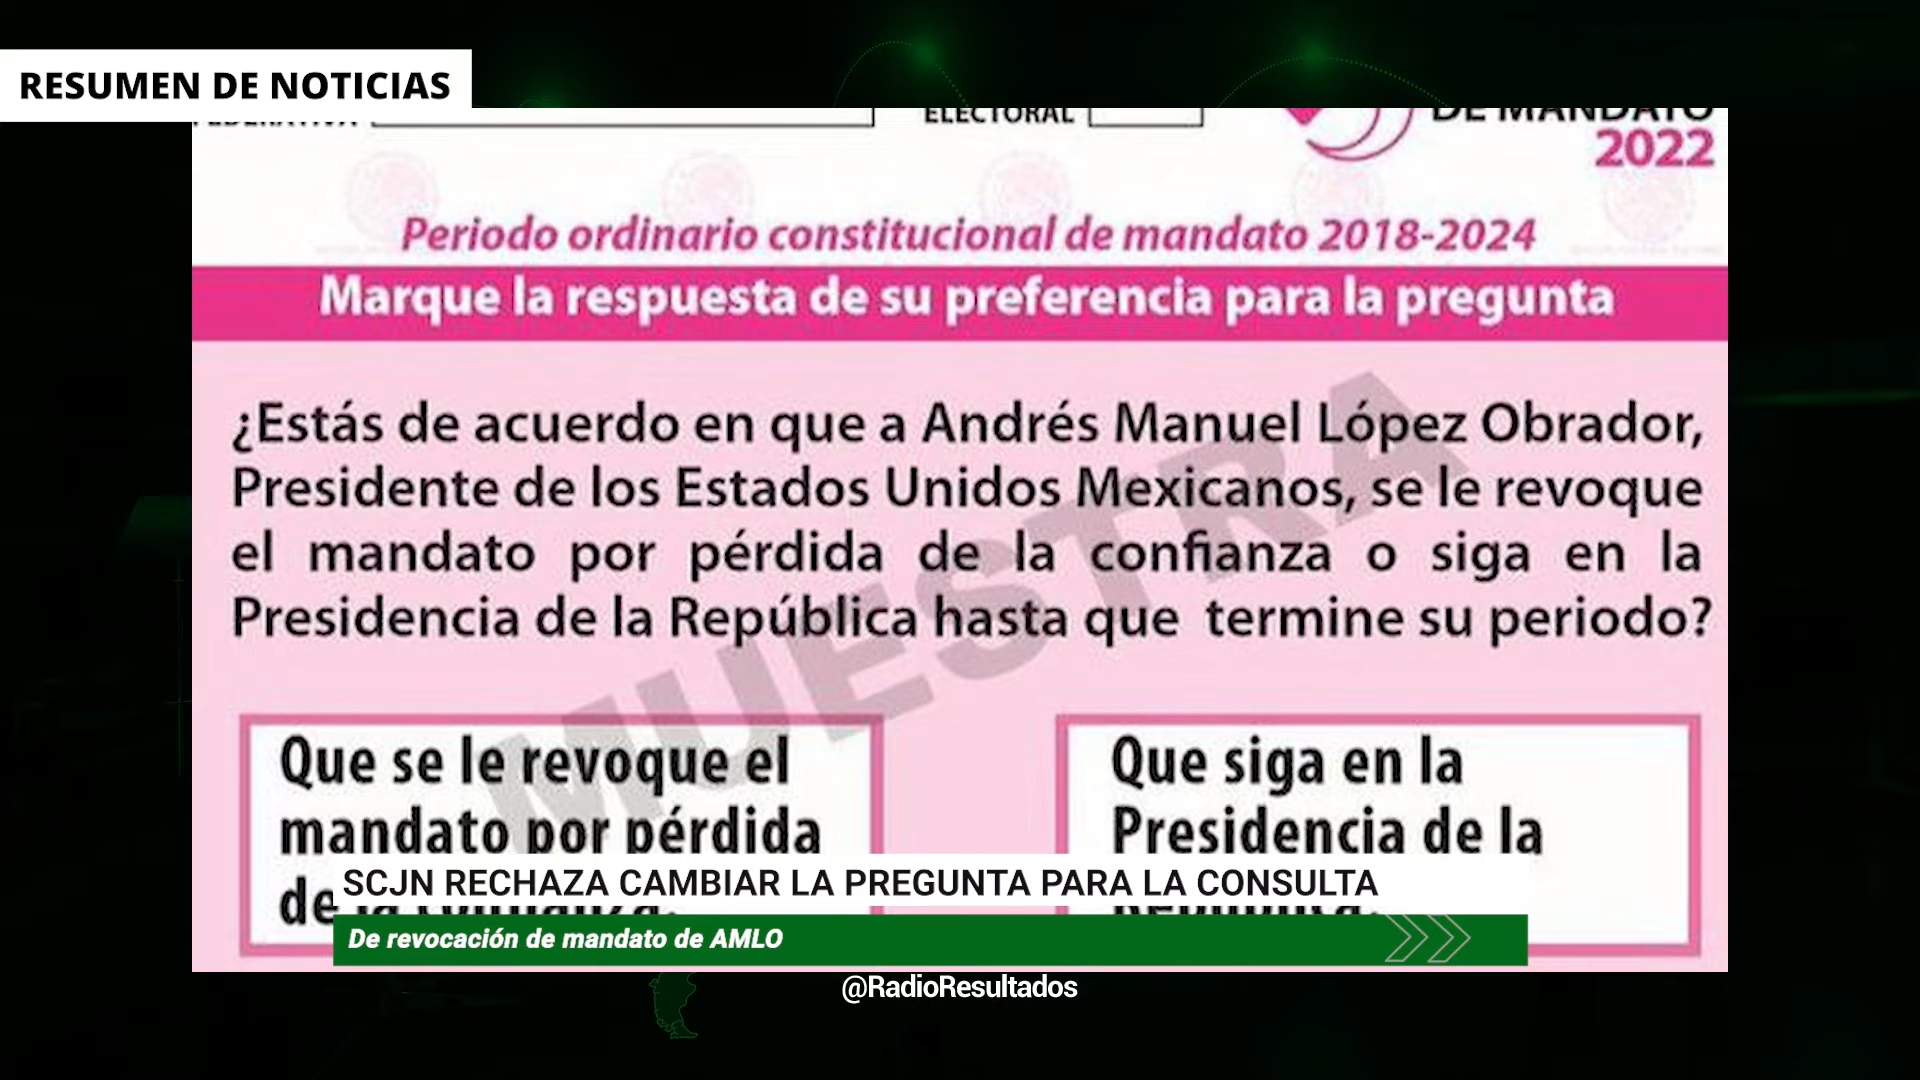 RESUMEN DE NOTICIAS
ELECTORAL
DE MANDATO
2022
Periodo ordinario constitucional de mandato 2018-2024
Marque la respuesta de su preferencia para la pregunta
¿Estás de acuerdo en que a Andrés Manuel López Obrador,
Presidente de los Estados Unidos Mexicanos, se le revoque
el mandato por pérdida de la confianza o siga en la
Presidencia de la República hasta que termine su periodo?
MUESTRA
Que se le revoque el
mandato por pérdida
de
Que siga en la
Presidencia de la
SCJN RECHAZA CAMBIAR LA PREGUNTA PARA LA CONSULTA
De revocación de mandato de AMLO
@RadioResultados